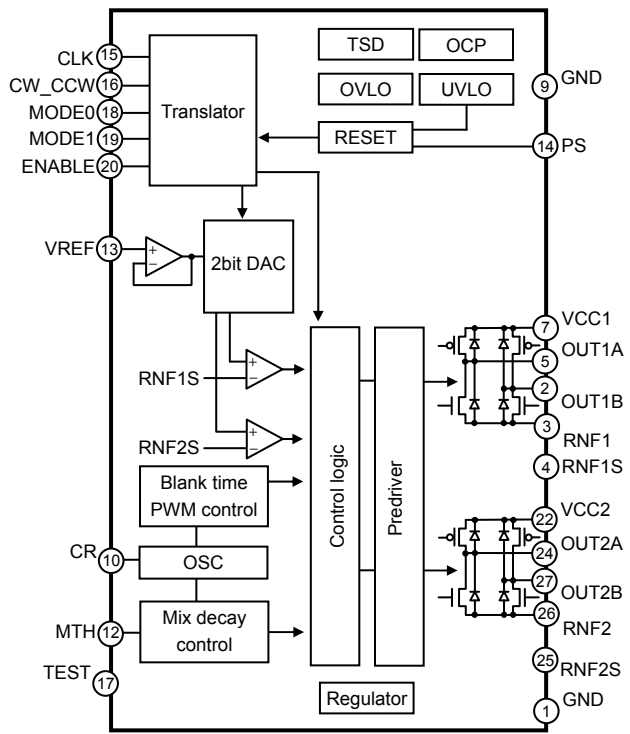 CLK 15
CW_CCW 16
MODE0 18
MODE1 19
ENABLE 20
Translator
TSD
OCP
OVLO
UVLO
RESET
9 GND
14 PS
VREF 13
+
−
2bit DAC
RNF1S
+
−
RNF2S
+
−
Blank time
PWM control
CR 10
OSC
MTH 12
Mix decay
control
TEST 17
Control logic
Predriver
Regulator
7 VCC1
5 OUT1A
2 OUT1B
3 RNF1
4 RNF1S
22 VCC2
24 OUT2A
27 OUT2B
26 RNF2
25 RNF2S
1 GND